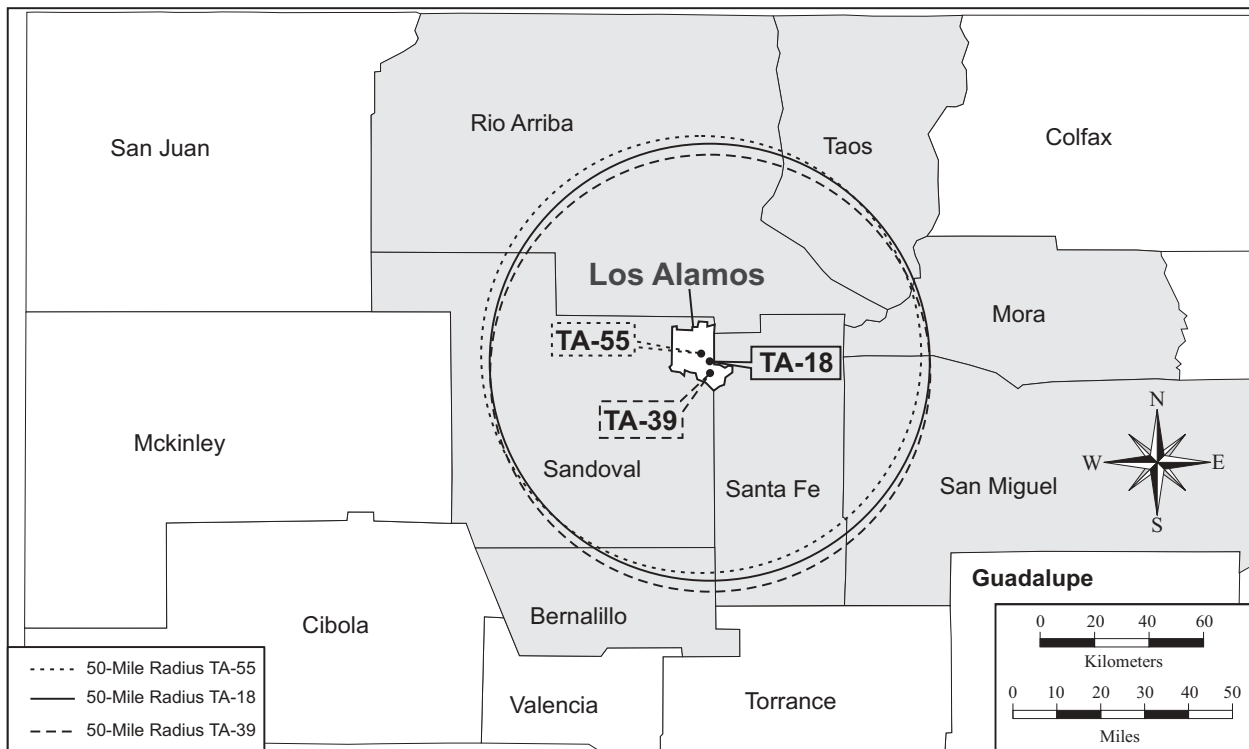 Rio Arriba
San Juan
Taos
Colfax
Los Alamos
Mora
TA-55
TA-18
TA-39
Mckinley
Sandoval
Santa Fe
San Miguel
N
W
E
S
Guadalupe
Bernalillo
Cibola
Valencia
Torrance
50-Mile Radius TA-55
50-Mile Radius TA-18
50-Mile Radius TA-39
0 20 40 60
Kilometers
0 10 20 30 40 50
Miles